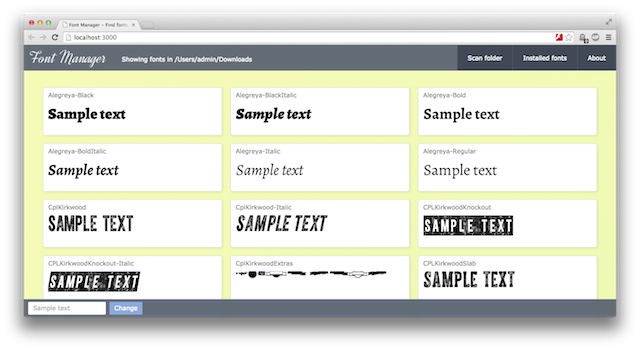 Font Manager – Find fonts
localhost:3000
Font Manager
Showing fonts in /Users/admin/Downloads
Scan folder
Installed fonts
About
Alegreya-Black
Sample text
Alegreya-BlackItalic
Sample text
Alegreya-Bold
Sample text
Alegreya-BoldItalic
Sample text
Alegreya-Italic
Sample text
Alegreya-Regular
Sample text
CplKirkwood
SAMPLE TEXT
CplKirkwood-Italic
SAMPLE TEXT
CPLKirkwoodKnockout
SAMPLE TEXT
CPLKirkwoodKnockout-Italic
SAMPLE TEXT
CplKirkwoodExtras
CPLKirkwoodSlab
SAMPLE TEXT
Sample text
Change